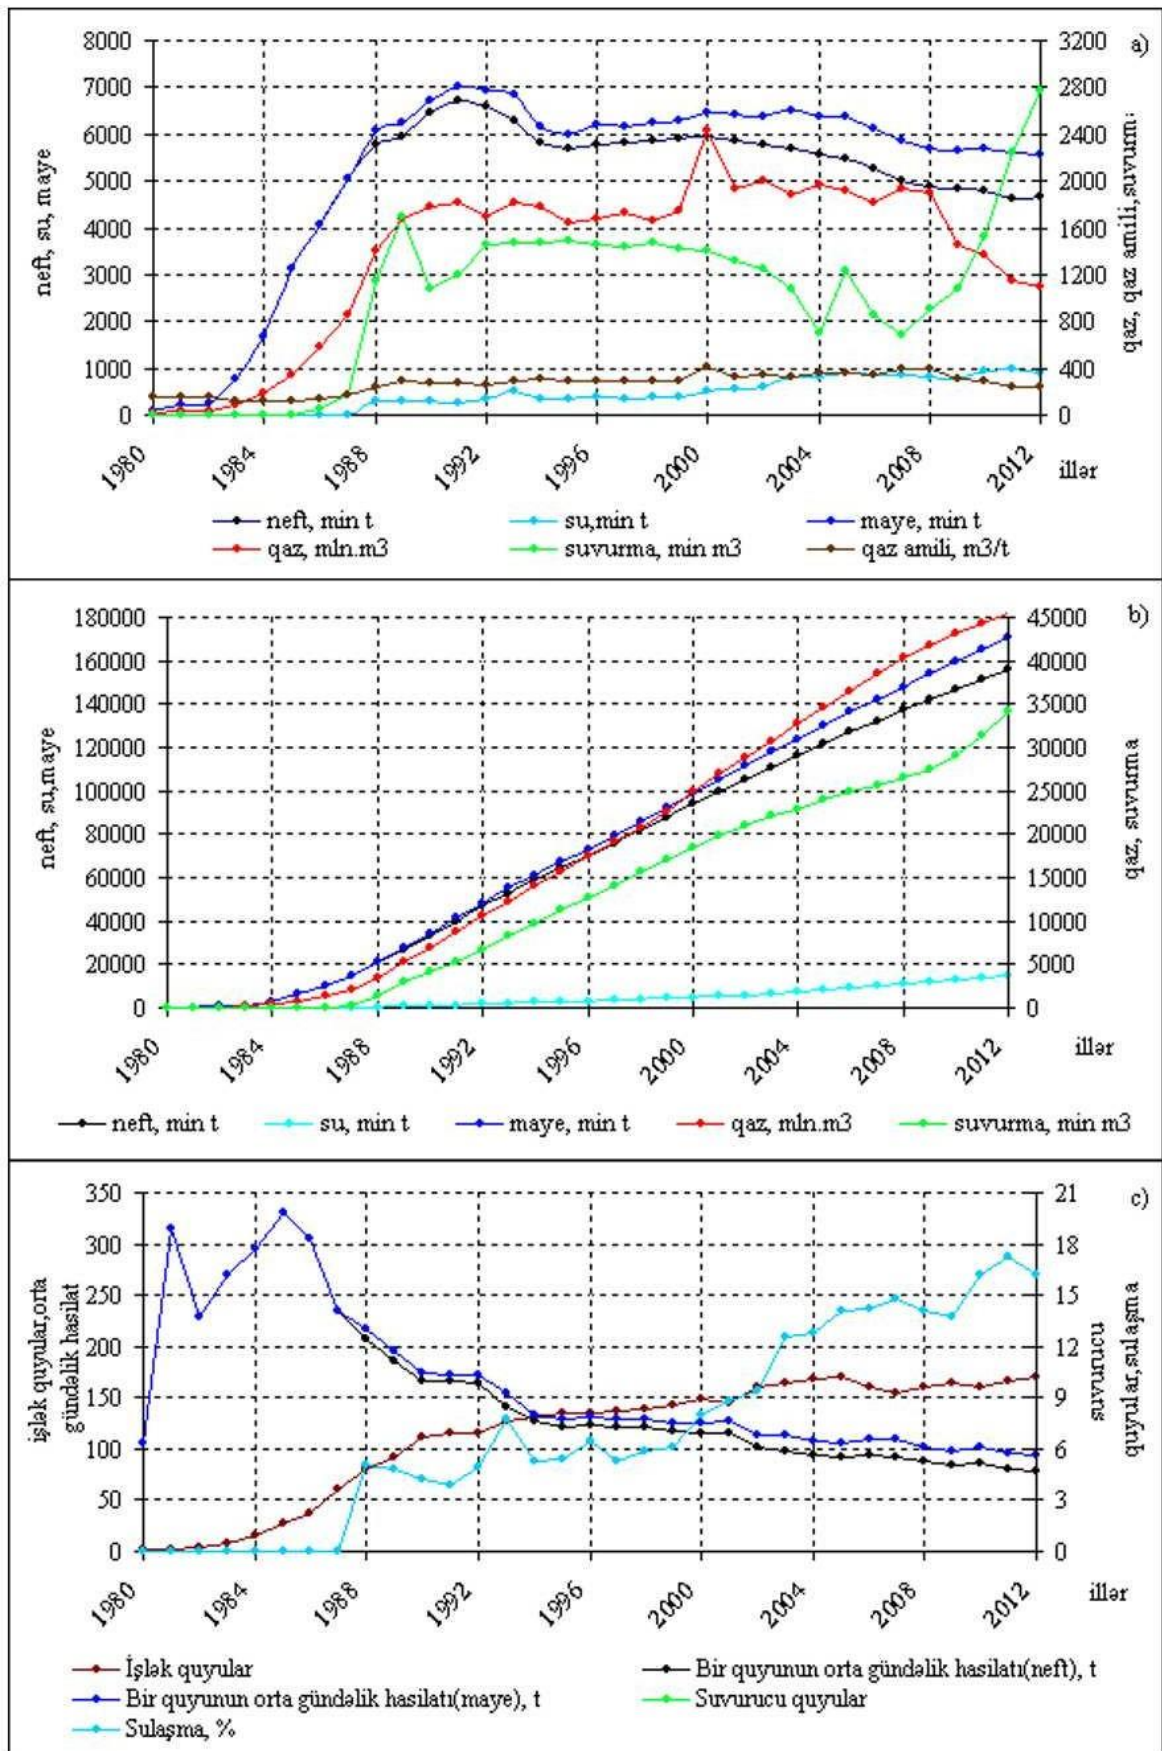 a)
neft, su, maye
8000
7000
6000
5000
4000
3000
2000
1000
0
3200
2800
2400
2000
1600
1200
800
400
0
qaz, qaz amili,suvurm
1980
1984
1988
1992
1996
2000
2004
2008
2012
illər
neft, min t
su,min t
maye, min t
qaz, mln.m3
suvurma, min m3
qaz amili, m3/t
b)
neft, su,maye
180000
160000
140000
120000
100000
80000
60000
40000
20000
0
45000
40000
35000
30000
25000
20000
15000
10000
5000
0
qaz, suvurma
1980
1984
1988
1992
1996
2000
2004
2008
2012
illər
neft, min t
su, min t
maye, min t
qaz, mln.m3
suvurma, min m3
c)
işlək quyular,orta
gündəlik hasilat
350
300
250
200
150
100
50
0
21
18
15
12
9
6
3
0
suvurucu
quyular,sulaşma
1980
1984
1988
1992
1996
2000
2004
2008
2012
illər
İşlək quyular
Bir quyunun orta gündəlik hasilatı(neft), t
Bir quyunun orta gündəlik hasilatı(maye), t
Suvurucu quyular
Sulaşma, %